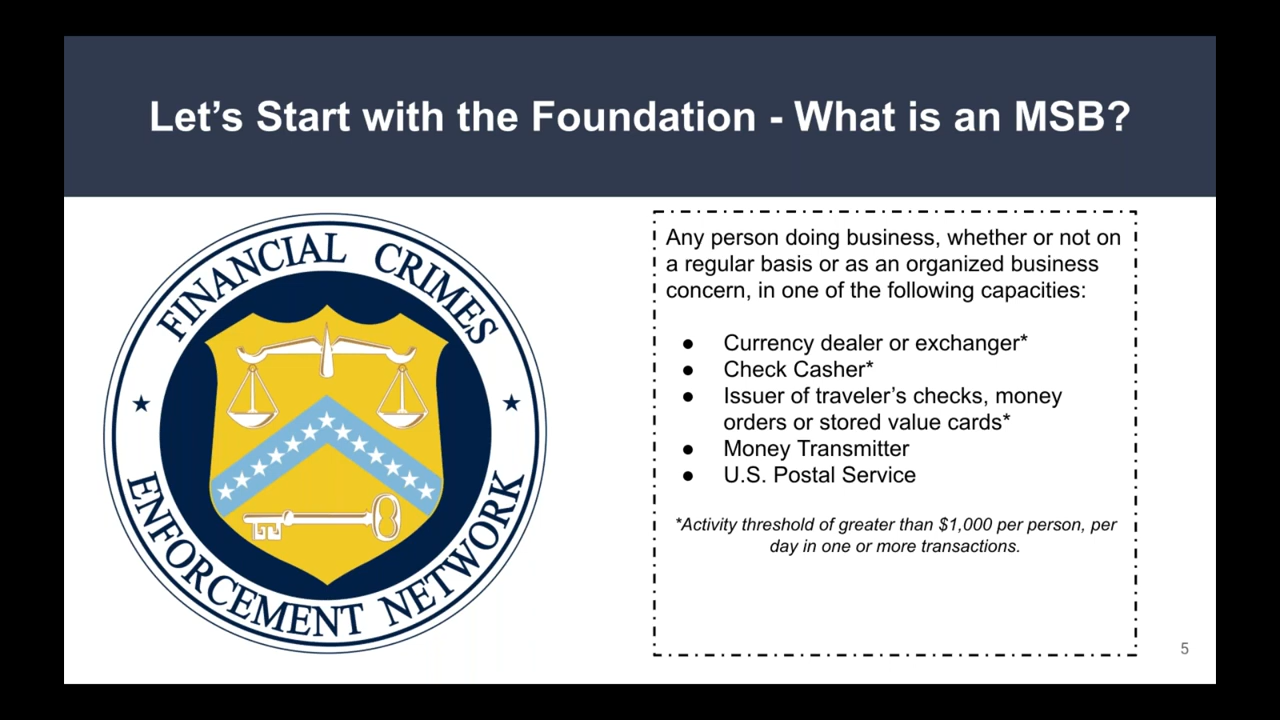 Let’s Start with the Foundation - What is an MSB?
FINANCIAL CRIMES
ENFORCEMENT NETWORK
Any person doing business, whether or not on
a regular basis or as an organized business
concern, in one of the following capacities:
● Currency dealer or exchanger*
● Check Casher*
● Issuer of traveler’s checks, money
orders or stored value cards*
● Money Transmitter
● U.S. Postal Service
*Activity threshold of greater than $1,000 per person, per
day in one or more transactions.
5